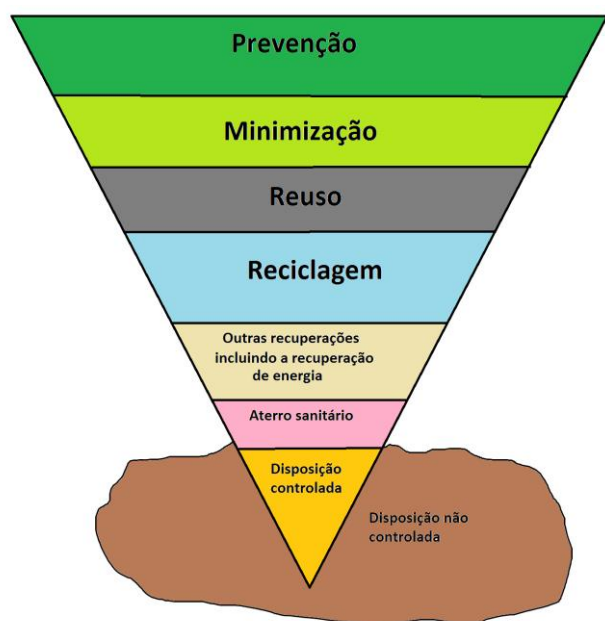 Prevenção
Minimização
Reuso
Reciclagem
Outras recuperações
incluindo a recuperação
de energia
Aterro sanitário
Disposição
controlada
Disposição não
controlada